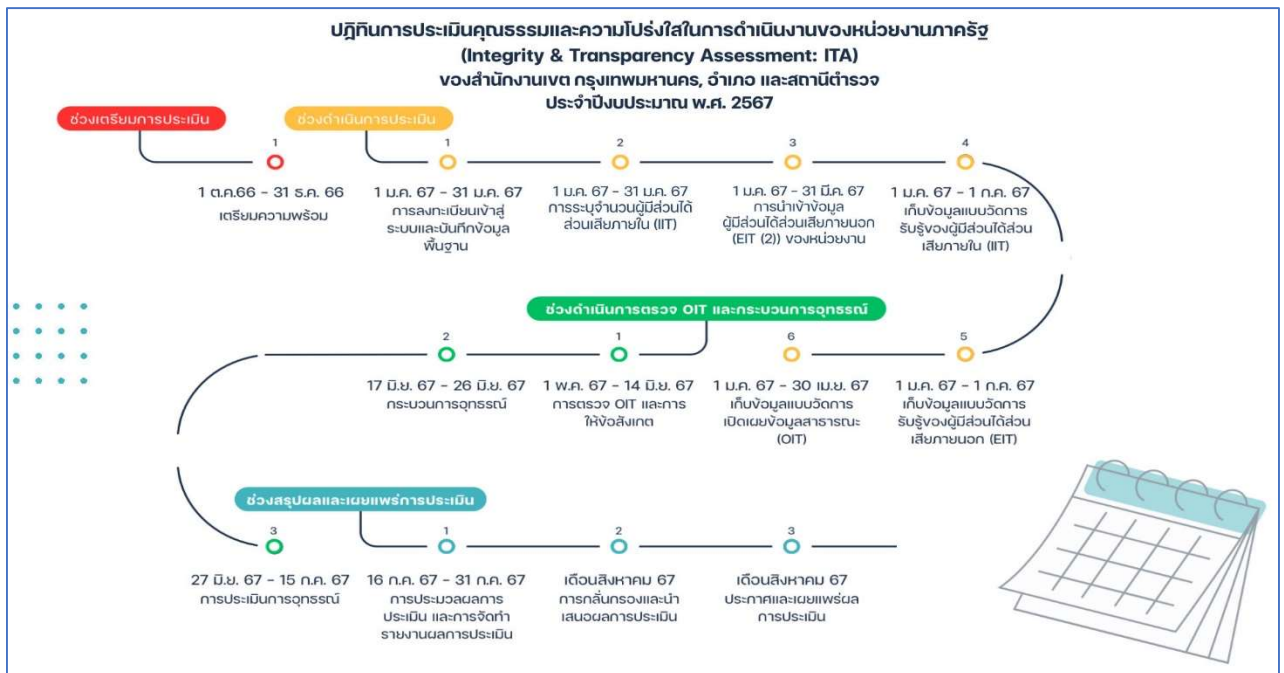 ปฏิทินการประเมินคุณธรรมและความโปร่งใสในการดำเนินงานของหน่วยงานภาครัฐ
(Integrity & Transparency Assessment: ITA)
ของสำนักงานเขต กรุงเทพมหานคร, อำเภอ และสถานีตำรวจ
ประจำปีงบประมาณ พ.ศ. 2567
ช่วงเตรียมการประเมิน
1
1 ต.ค.66 - 31 ธ.ค. 66
เตรียมความพร้อม
ช่วงดำเนินการประเมิน
1
1 ม.ค. 67 - 31 ม.ค. 67
การลงทะเบียนเข้าสู่
ระบบและบันทึกข้อมูล
พื้นฐาน
2
1 ม.ค. 67 - 31 ม.ค. 67
การระบุจำนวนผู้มีส่วนได้
ส่วนเสียภายใน (IIT)
3
1 ม.ค. 67 - 31 มี.ค. 67
การนำเข้าข้อมูล
ผู้มีส่วนได้ส่วนเสียภายนอก
(EIT (2)) ของหน่วยงาน
4
1 ม.ค. 67 - 1 ก.ค. 67
เก็บข้อมูลแบบวัดการ
รับรู้ของผู้มีส่วนได้ส่วน
เสียภายใน (IIT)
5
1 ม.ค. 67 - 1 ก.ค. 67
เก็บข้อมูลแบบวัดการ
รับรู้ของผู้มีส่วนได้ส่วน
เสียภายนอก (EIT)
6
1 ม.ค. 67 - 30 เม.ย. 67
เก็บข้อมูลแบบวัดการ
เปิดเผยข้อมูลสาธารณะ
(OIT)
ช่วงดำเนินการตรวจ OIT และกระบวนการอุทธรณ์
1
1 พ.ค. 67 - 14 มิ.ย. 67
การตรวจ OIT และการ
ให้ข้อสังเกต
2
17 มิ.ย. 67 - 26 มิ.ย. 67
กระบวนการอุทธรณ์
3
27 มิ.ย. 67 - 15 ก.ค. 67
การประเมินการอุทธรณ์
ช่วงสรุปผลและเผยแพร่การประเมิน
1
16 ก.ค. 67 - 31 ก.ค. 67
การประมวลผลการ
ประเมิน และการจัดทำ
รายงานผลการประเมิน
2
เดือนสิงหาคม 67
การกลั่นกรองและนำ
เสนอผลการประเมิน
3
เดือนสิงหาคม 67
ประกาศและเผยแพร่ผล
การประเมิน